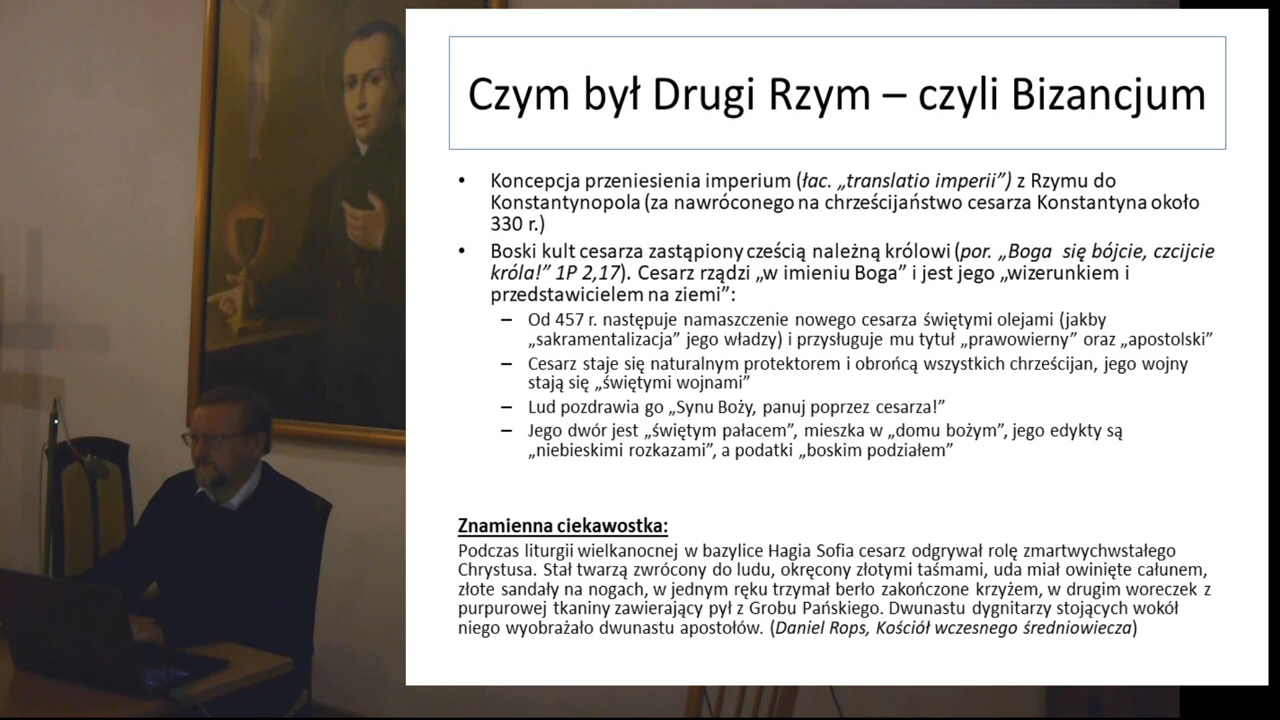 Czym był Drugi Rzym – czyli Bizancjum
• Koncepcja przeniesienia imperium (łac. „translatio imperii”) z Rzymu do
Konstantynopola (za nawróconego na chrześcijaństwo cesarza Konstantyna około
330 r.)
• Boski kult cesarza zastąpiony cześcią należną królowi (por. „Boga się bójcie, czcijcie
króla!” 1P 2,17). Cesarz rządzi „w imieniu Boga” i jest jego „wizerunkiem i
przedstawicielem na ziemi”:
– Od 457 r. następuje namaszczenie nowego cesarza świętymi olejami (jakby
„sakramentalizacja” jego władzy) i przysługuje mu tytuł „prawowierny” oraz „apostolski”
– Cesarz staje się naturalnym protektorem i obrońcą wszystkich chrześcijan, jego wojny
stają się „świętymi wojnami”
– Lud pozdrawia go „Synu Boży, panuj poprzez cesarza!”
– Jego dwór jest „świętym pałacem”, mieszka w „domu bożym”, jego edykty są
„niebieskimi rozkazami”, a podatki „boskim podziałem”
Znamienna ciekawostka:
Podczas liturgii wielkanocnej w bazylice Hagia Sofia cesarz odgrywał rolę zmartwychwstałego
Chrystusa. Stał twarzą zwrócony do ludu, okręcony złotymi taśmami, uda miał owinięte całunem,
złote sandały na nogach, w jednym ręku trzymał berło zakończone krzyżem, w drugim woreczek z
purpurowej tkaniny zawierający pył z Grobu Pańskiego. Dwunastu dygnitarzy stojących wokół
niego wyobrażało dwunastu apostołów. (Daniel Rops, Kościół wczesnego średniowiecza)